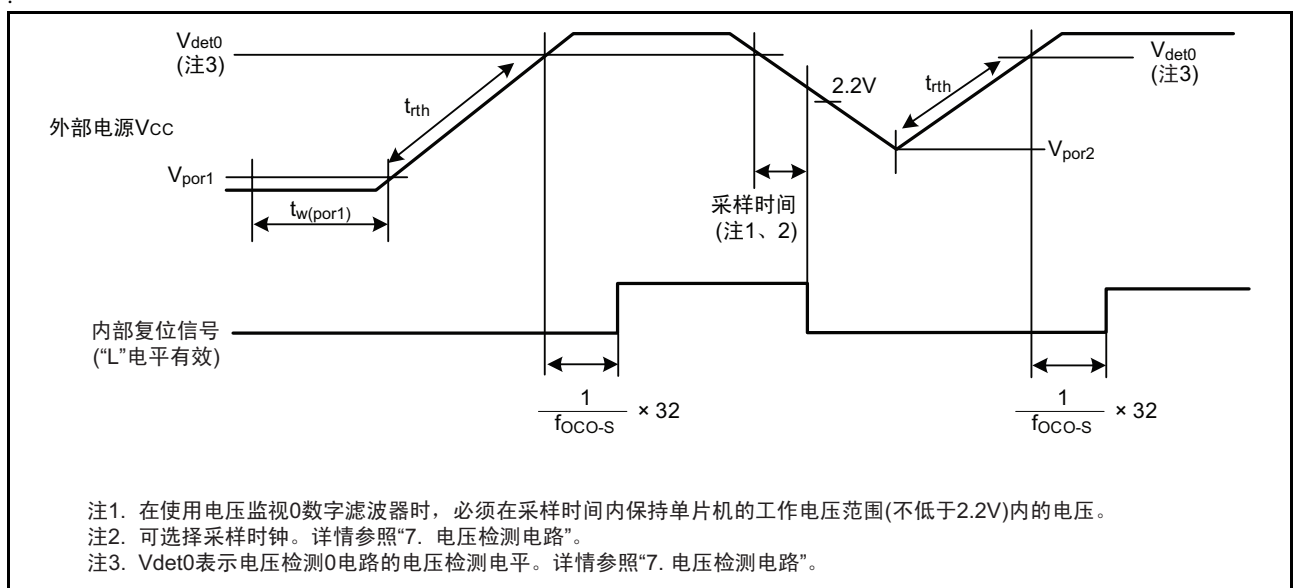 .
Vdet0
(注3)
trth
2.2V
trth
Vdet0
(注3)
外部电源VCC
Vpor1
Vpor2
tw(por1)
采样时间
(注1、2)
内部复位信号
(“L”电平有效)
1
fOCO-S
× 32
1
fOCO-S
× 32
注1. 在使用电压监视0数字滤波器时，必须在采样时间内保持单片机的工作电压范围(不低于2.2V)内的电压。
注2. 可选择采样时钟。详情参照“7. 电压检测电路”。
注3. Vdet0表示电压检测0电路的电压检测电平。详情参照“7. 电压检测电路”。